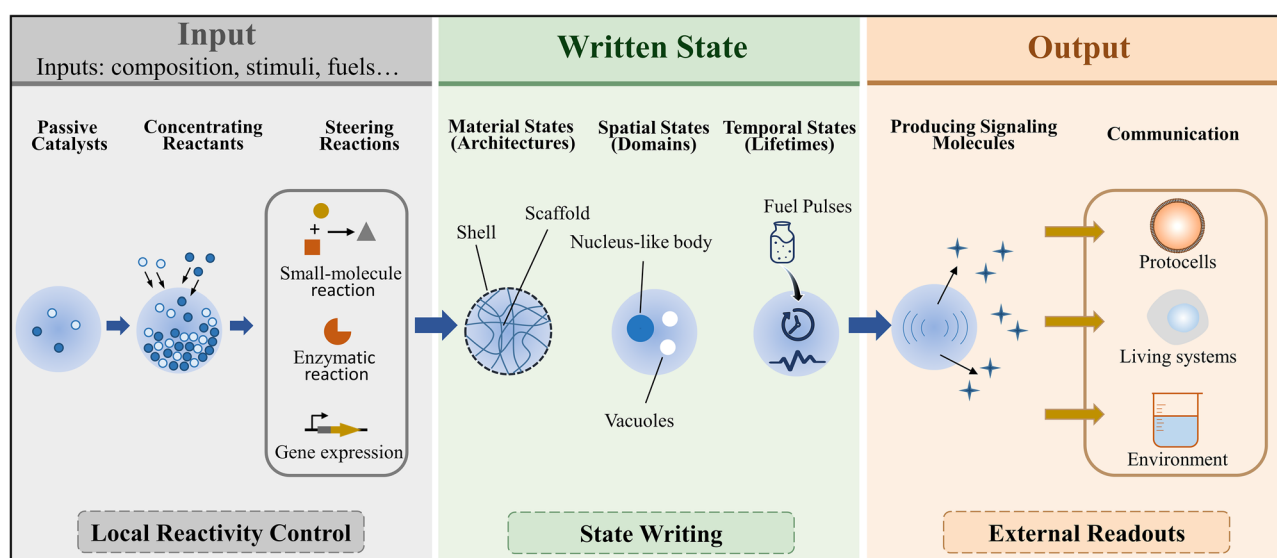 Input
Inputs: composition, stimuli, fuels…
Passive
Catalysts
Concentrating
Reactants
Steering
Reactions
+
Small-molecule
reaction
Enzymatic
reaction
Gene expression
Local Reactivity Control
Written State
Material States
(Architectures)
Spatial States
(Domains)
Temporal States
(Lifetimes)
Shell
Scaffold
Nucleus-like body
Vacuoles
Fuel Pulses
State Writing
Output
Producing Signaling
Molecules
Communication
Protocells
Living systems
Environment
External Readouts